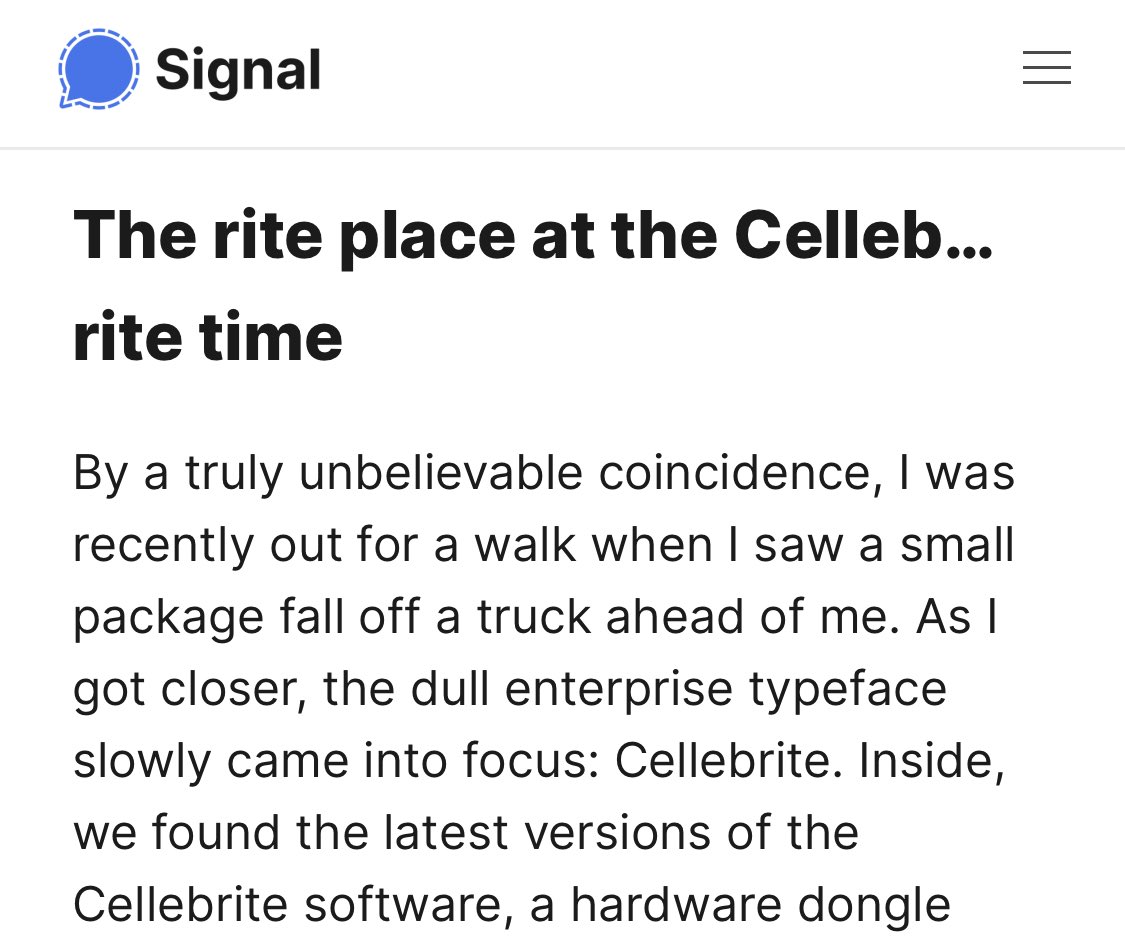 Signal
The rite place at the Celleb...
rite time
By a truly unbelievable coincidence, I was
recently out for a walk when I saw a small
package fall off a truck ahead of me. As I
got closer, the dull enterprise typeface
slowly came into focus: Cellebrite. Inside,
we found the latest versions of the
Cellebrite software, a hardware dongle